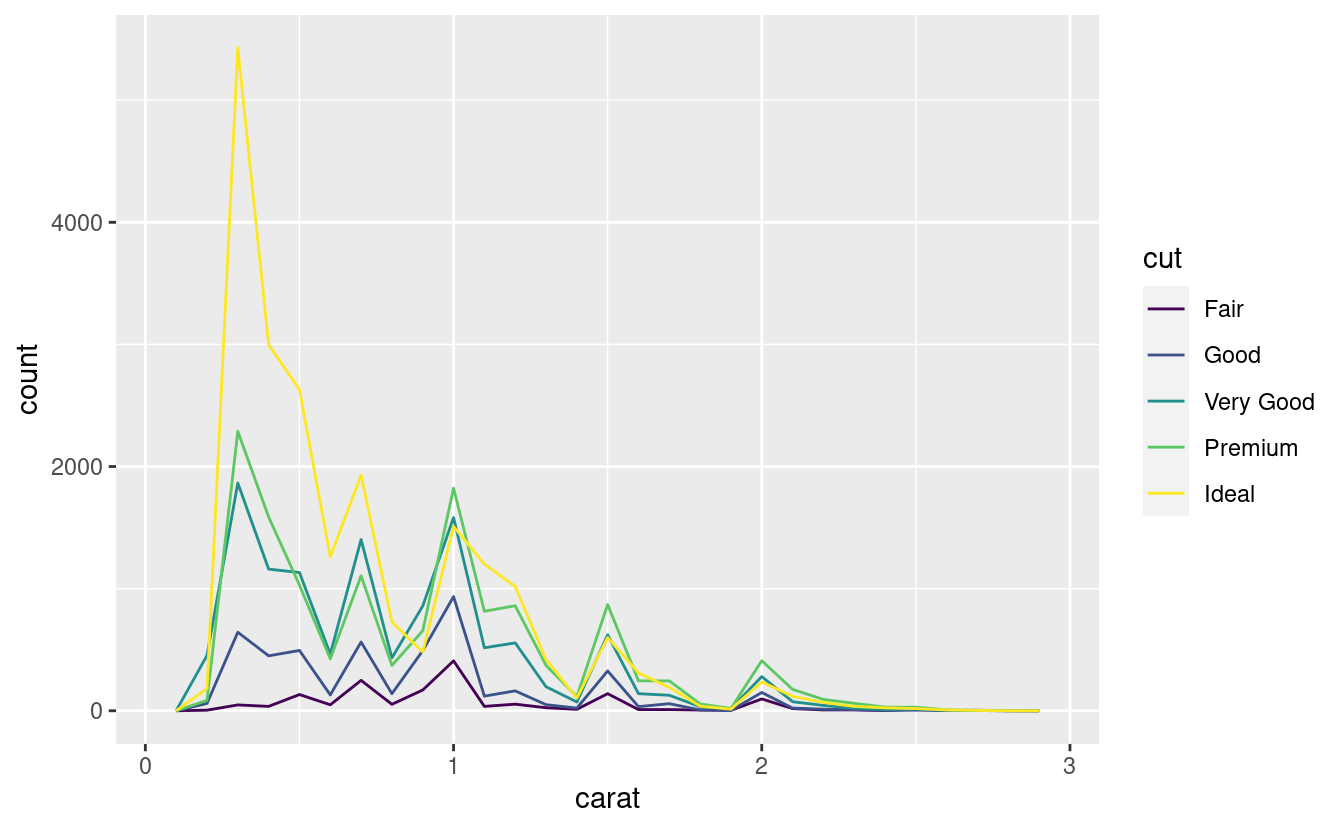 count
4000
2000
0
0 1 2 3
carat
cut
Fair
Good
Very Good
Premium
Ideal